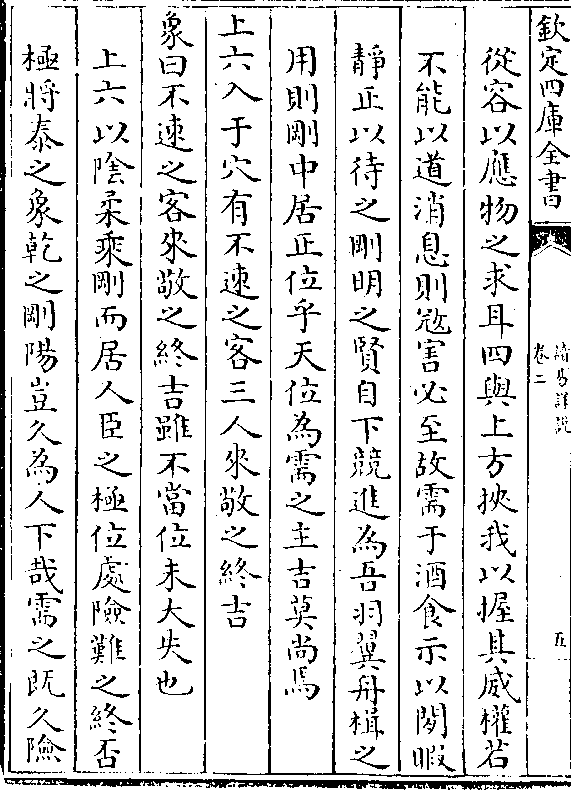 欽定四庫全書
讀易詳說
卷二
五
從容以應物之求耳四與上方挾我以握其威權若
不能以道消息則寇害必至故需于酒食示以閒暇
靜正以待之剛明之賢自下競進為吾羽翼舟楫之
用則剛中居正位乎天位為需之主吉莫尚焉
上六入于穴有不速之客三人來敬之終吉
象曰不速之客來敬之終吉雖不當位未大失也
上六以陰柔乘剛而居人臣之極位處險難之終否
極將泰之象乾之剛陽豈久為人下哉需之既久險